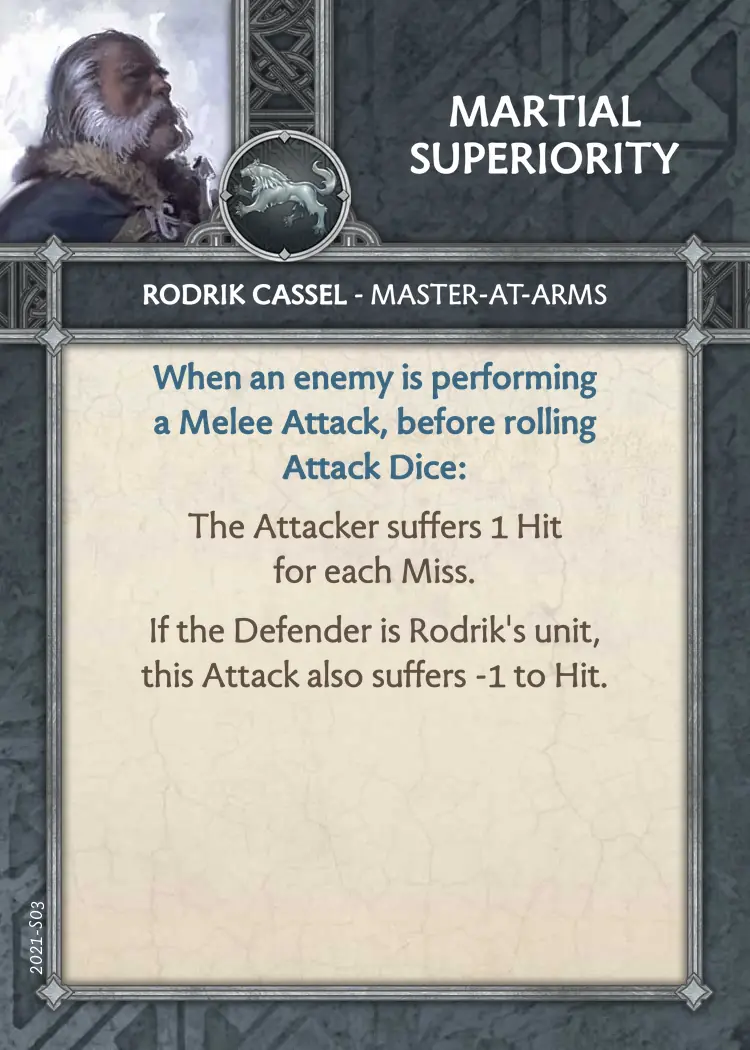 MARTIAL
SUPERIORITY
RODRIK CASSEL - MASTER-AT-ARMS
When an enemy is performing
a Melee Attack, before rolling
Attack Dice:
The Attacker suffers 1 Hit
for each Miss.
If the Defender is Rodrik's unit,
this Attack also suffers -1 to Hit.
2021-S03